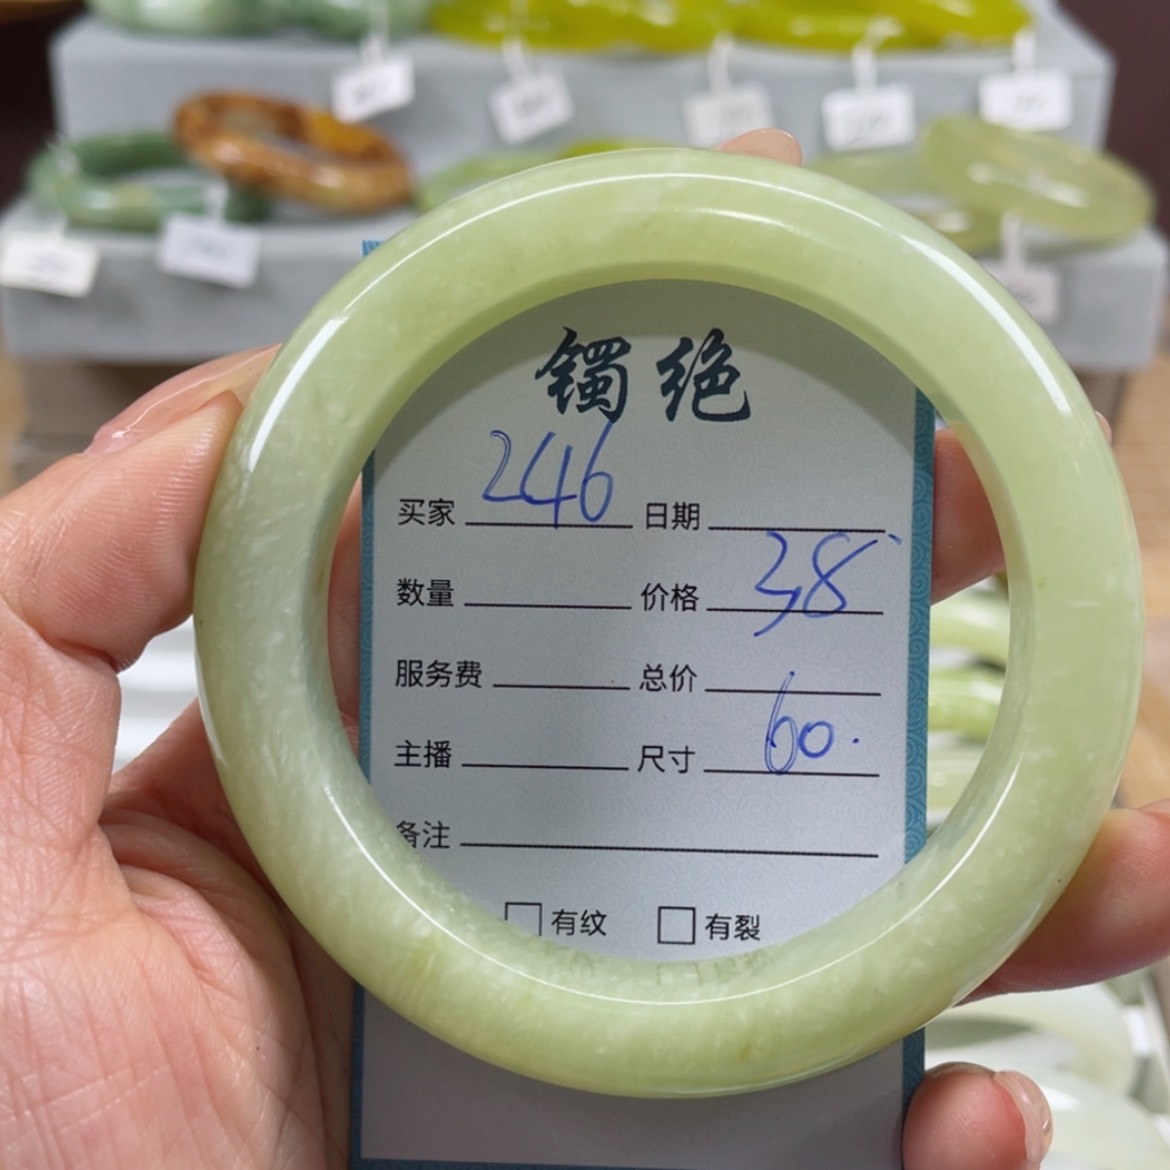 镯绝
买家 246 日期
数量 价格 38
服务费 总价
主播 尺寸 60.
备注
有纹 有裂